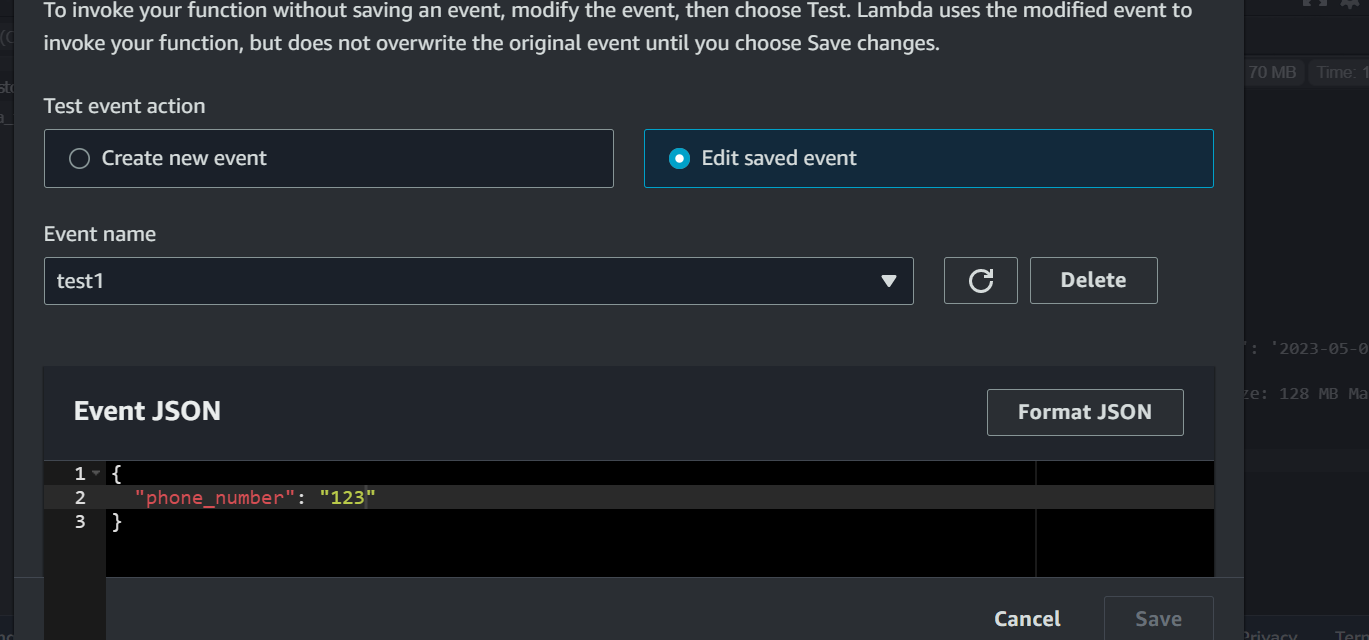 To invoke your function without saving an event, modify the event, then choose Test. Lambda uses the modified event to
invoke your function, but does not overwrite the original event until you choose Save changes.
70 MB Time: 1
Test event action
Create new event
Edit saved event
Event name
test1
Delete
': '2023-05-0
ze: 128 MB Ma
Event JSON
Format JSON
1 {
2 "phone_number": "123"
3 }
Cancel
Save
Privacy Terr